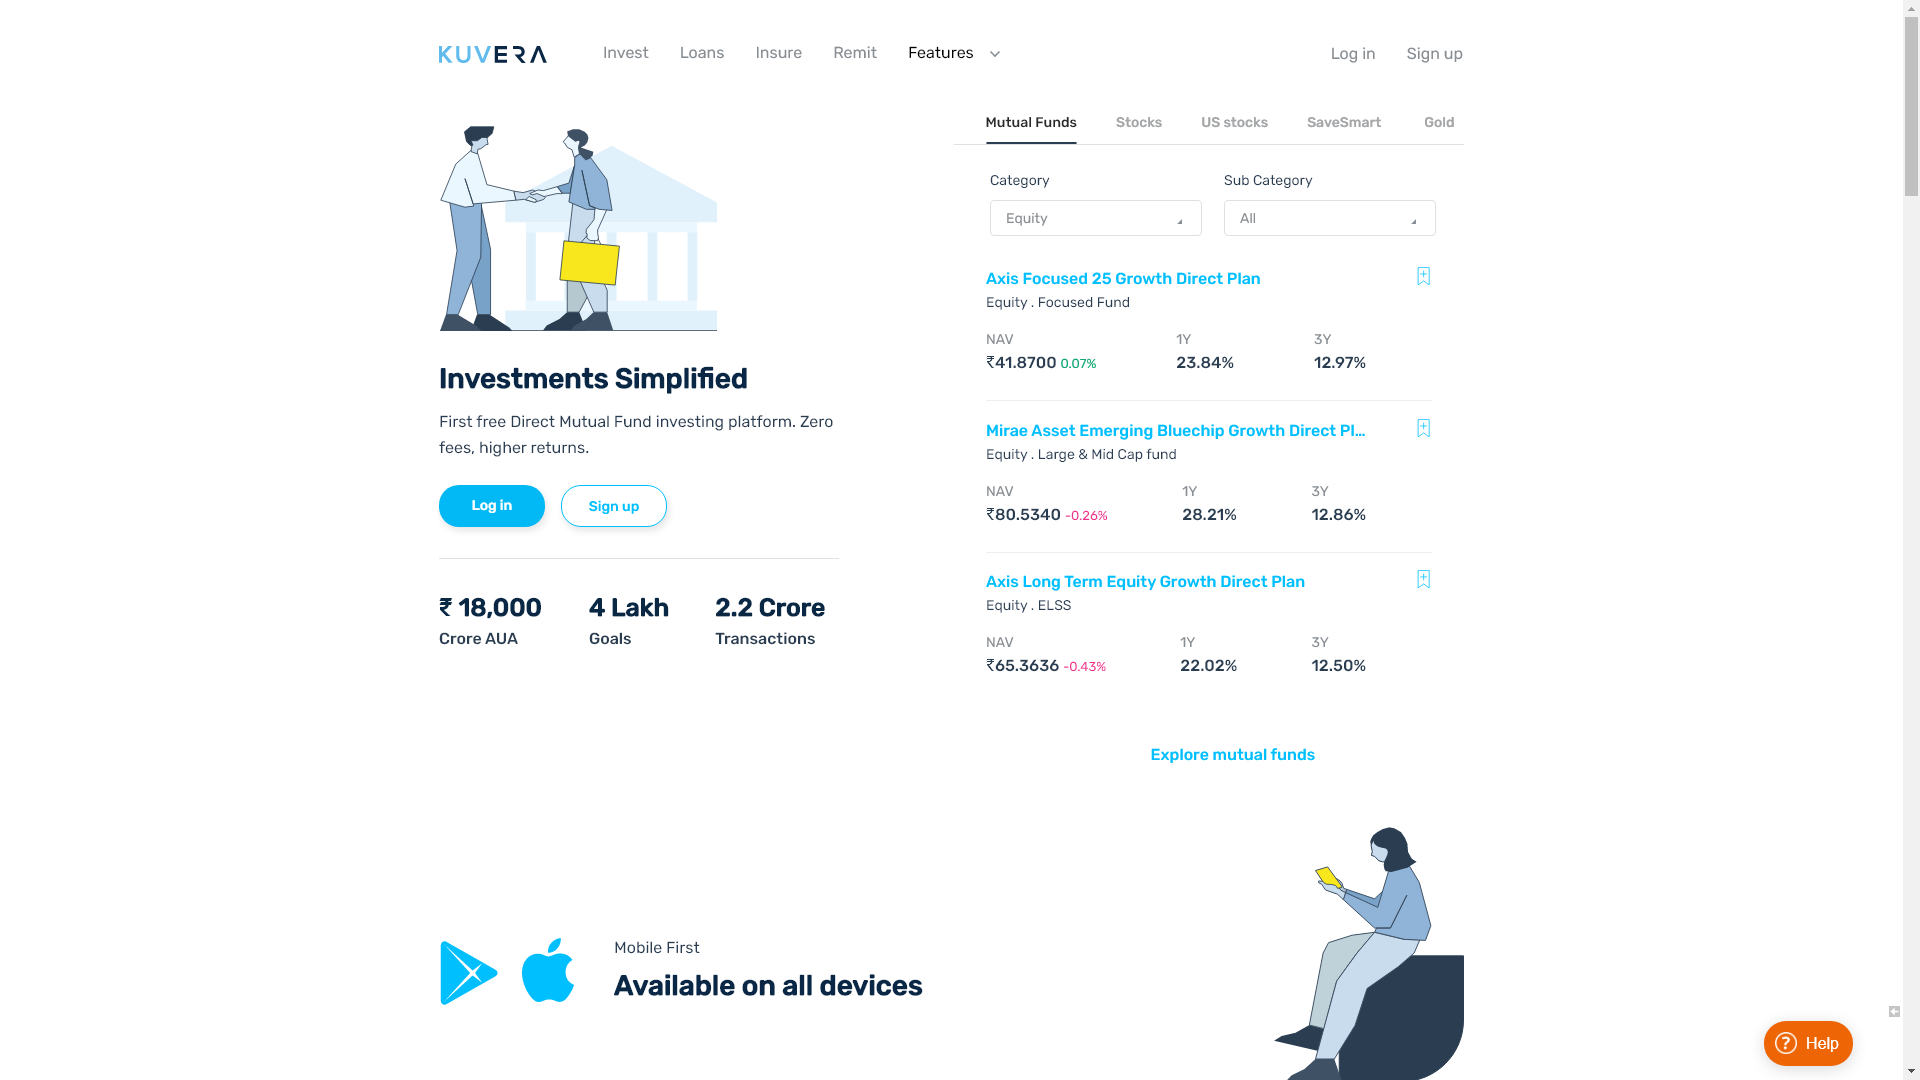 KUVERA
Invest Loans Insure Remit Features
Log in Sign up
Investments Simplified
First free Direct Mutual Fund investing platform. Zero
fees, higher returns.
Log in Sign up
₹ 18,000 4 Lakh 2.2 Crore
Crore AUA Goals Transactions
Mutual Funds Stocks US stocks SaveSmart Gold
Category Sub Category
Equity All
Axis Focused 25 Growth Direct Plan
Equity . Focused Fund
NAV 1Y 3Y
₹41.8700 0.07% 23.84% 12.97%
Mirae Asset Emerging Bluechip Growth Direct Pl...
Equity . Large & Mid Cap fund
NAV 1Y 3Y
₹80.5340 -0.26% 28.21% 12.86%
Axis Long Term Equity Growth Direct Plan
Equity . ELSS
NAV 1Y 3Y
₹65.3636 -0.43% 22.02% 12.50%
Explore mutual funds
Mobile First
Available on all devices
? Help